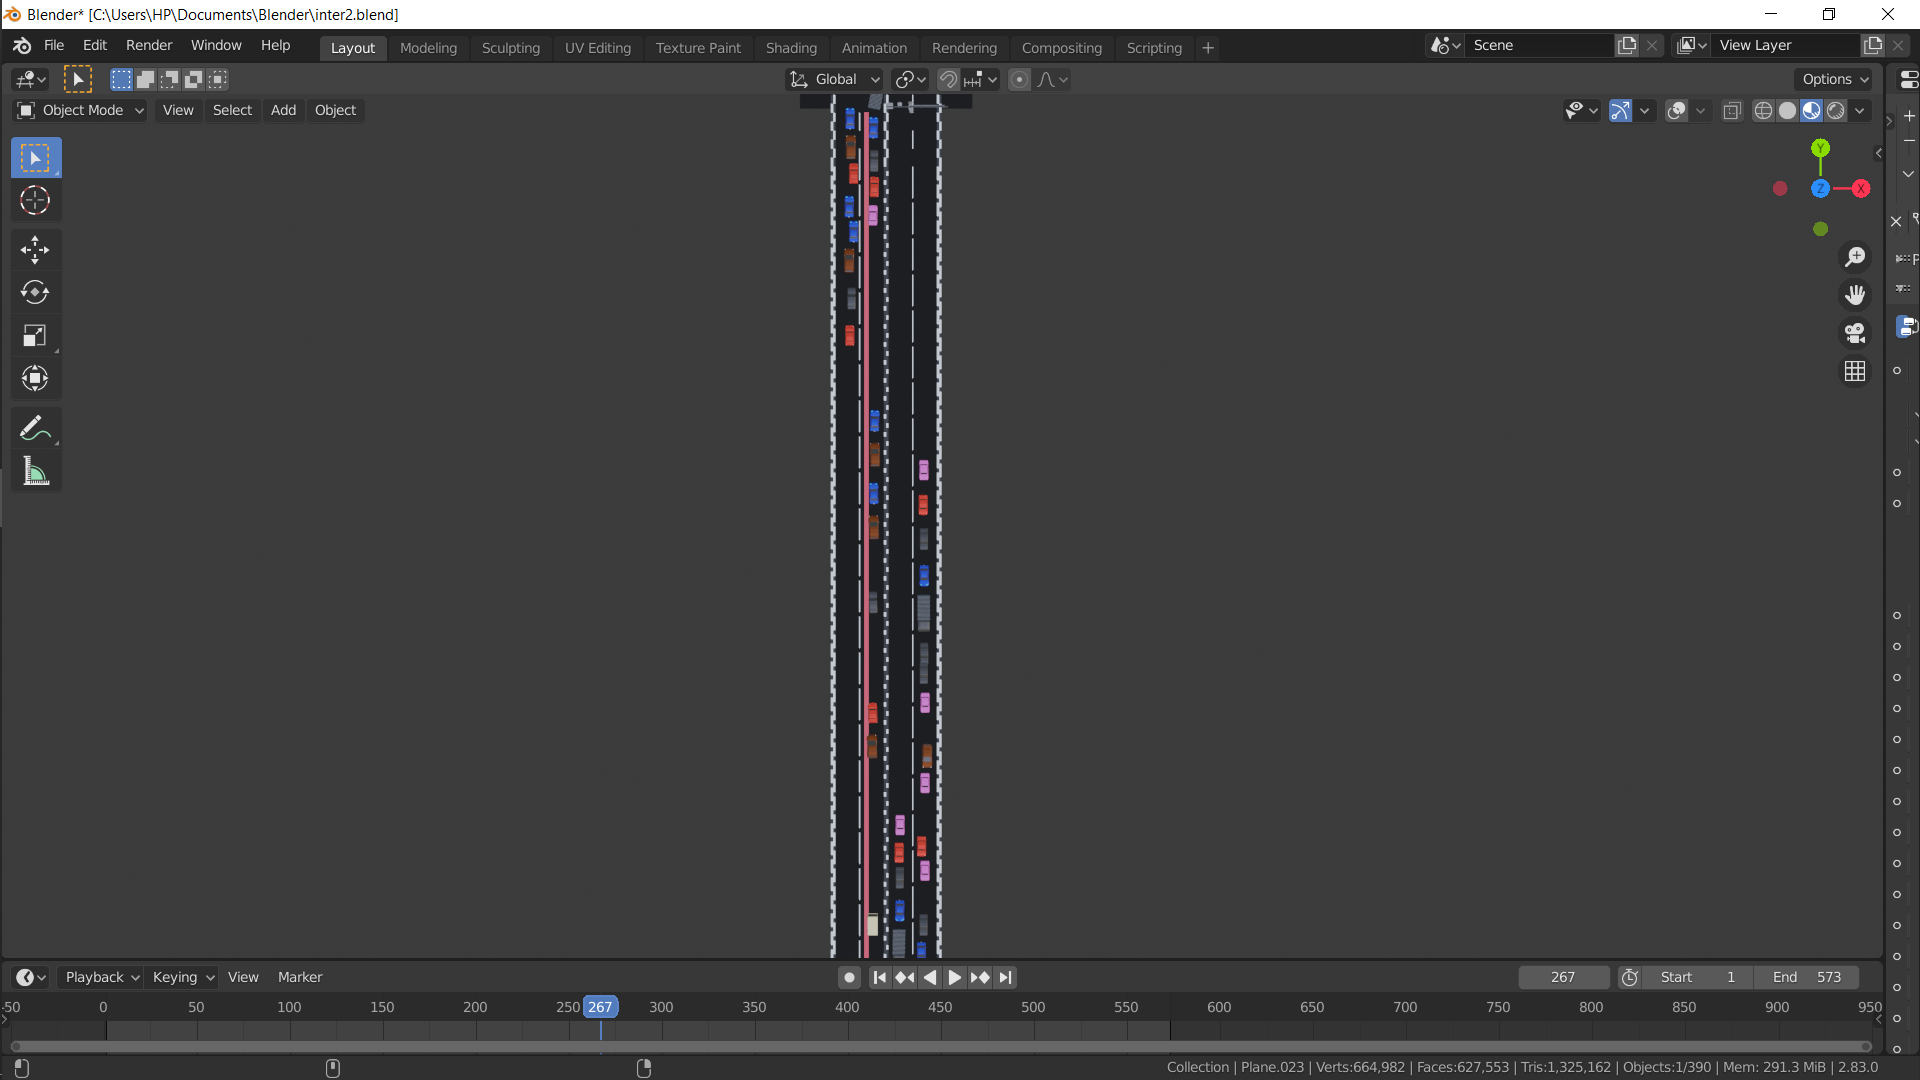 Blender* [C:\Users\HP\Documents\Blender\inter2.blend]
File Edit Render Window Help Layout Modeling Sculpting UV Editing Texture Paint Shading Animation Rendering Compositing Scripting + Scene View Layer
Global Options
Object Mode View Select Add Object
Y
Z X
Playback Keying View Marker 267 Start 1 End 573
-50 0 50 100 150 200 250 267 300 350 400 450 500 550 600 650 700 750 800 850 900 950
Collection | Plane.023 | Verts:664,982 | Faces:627,553 | Tris:1,325,162 | Objects:1/390 | Mem: 291.3 MiB | 2.83.0